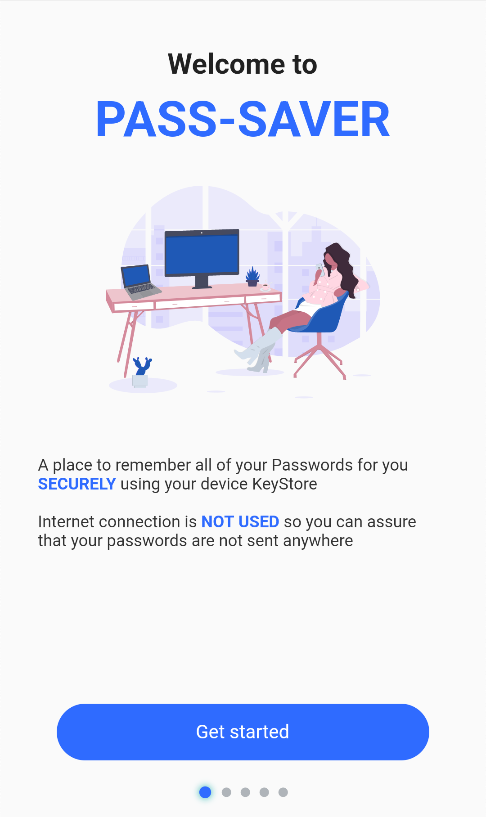 Welcome to
PASS-SAVER
A place to remember all of your Passwords for you
SECURELY using your device KeyStore
Internet connection is NOT USED so you can assure
that your passwords are not sent anywhere
Get started